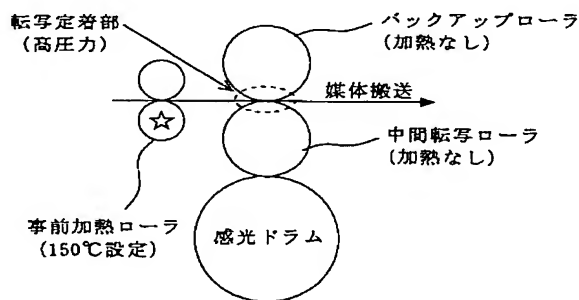 転写定着部
(高圧力)
バックアップローラ
(加熱なし)
媒体搬送
中間転写ローラ
(加熱なし)
事前加熱ローラ
(150℃設定)
感光ドラム